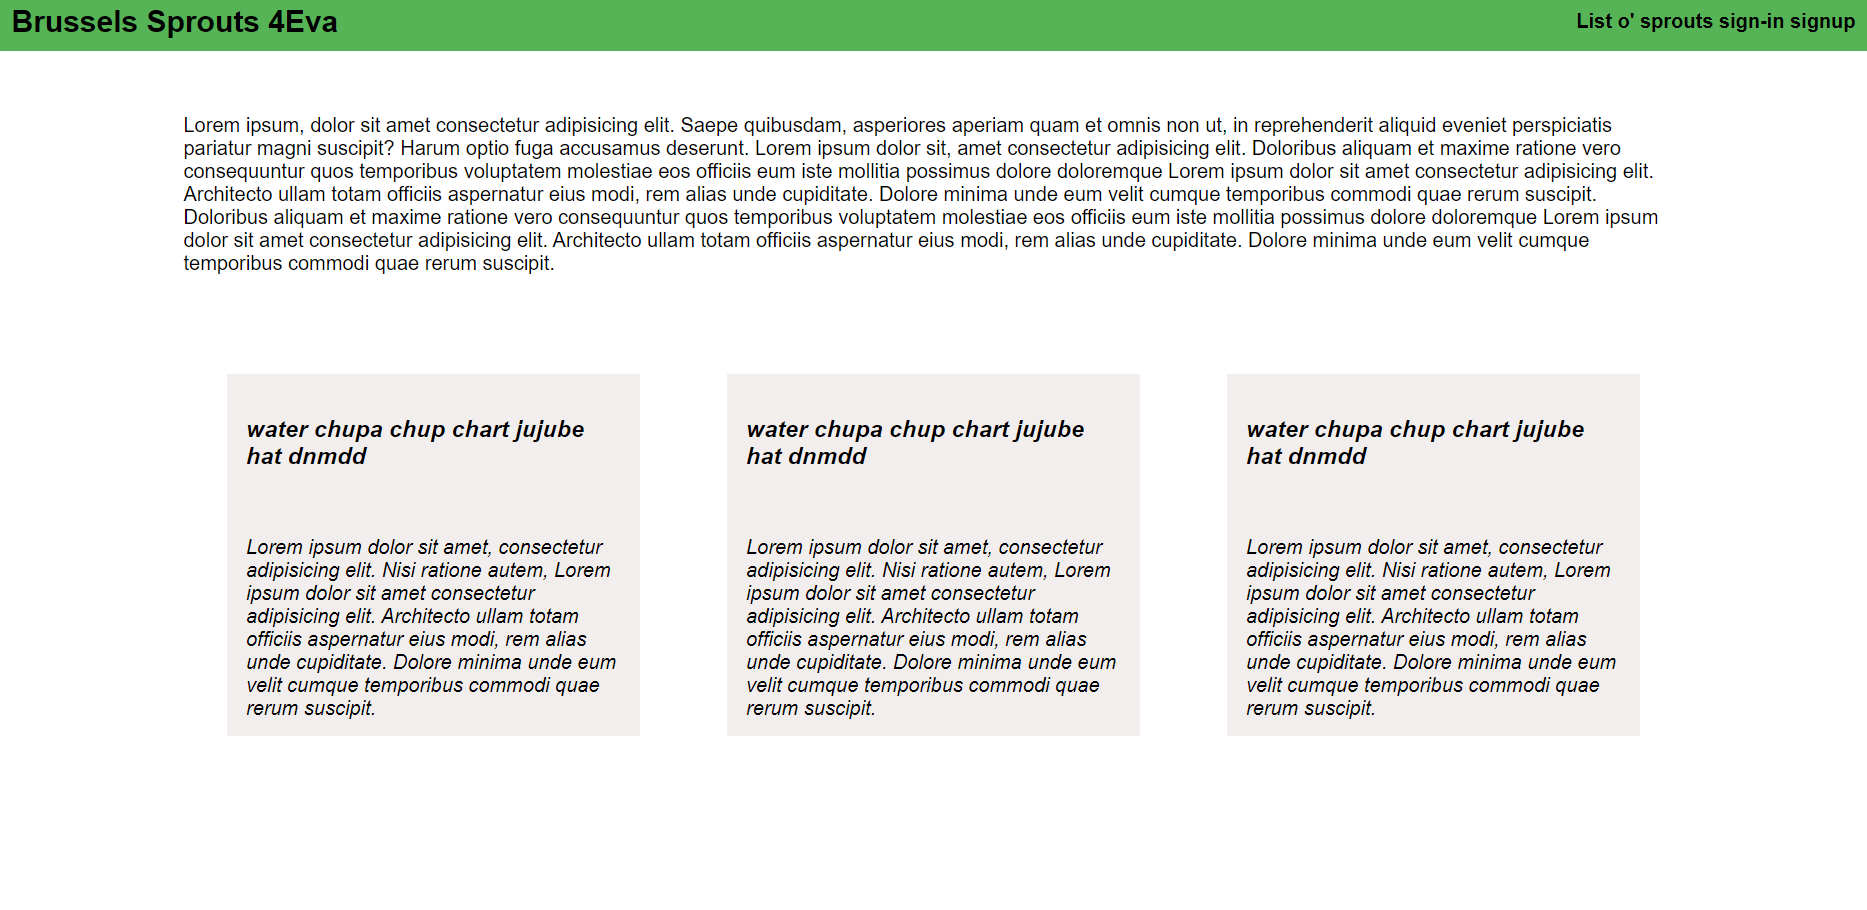 Brussels Sprouts 4Eva
List o' sprouts sign-in signup
Lorem ipsum, dolor sit amet consectetur adipisicing elit. Saepe quibusdam, asperiores aperiam quam et omnis non ut, in reprehenderit aliquid eveniet perspiciatis
pariatur magni suscipit? Harum optio fuga accusamus deserunt. Lorem ipsum dolor sit, amet consectetur adipisicing elit. Doloribus aliquam et maxime ratione vero
consequuntur quos temporibus voluptatem molestiae eos officiis eum iste mollitia possimus dolore doloremque Lorem ipsum dolor sit amet consectetur adipisicing elit.
Architecto ullam totam officiis aspernatur eius modi, rem alias unde cupiditate. Dolore minima unde eum velit cumque temporibus commodi quae rerum suscipit.
Doloribus aliquam et maxime ratione vero consequuntur quos temporibus voluptatem molestiae eos officiis eum iste mollitia possimus dolore doloremque Lorem ipsum
dolor sit amet consectetur adipisicing elit. Architecto ullam totam officiis aspernatur eius modi, rem alias unde cupiditate. Dolore minima unde eum velit cumque
temporibus commodi quae rerum suscipit.
water chupa chup chart jujube
hat dnmdd
Lorem ipsum dolor sit amet, consectetur
adipisicing elit. Nisi ratione autem, Lorem
ipsum dolor sit amet consectetur
adipisicing elit. Architecto ullam totam
officiis aspernatur eius modi, rem alias
unde cupiditate. Dolore minima unde eum
velit cumque temporibus commodi quae
rerum suscipit.
water chupa chup chart jujube
hat dnmdd
Lorem ipsum dolor sit amet, consectetur
adipisicing elit. Nisi ratione autem, Lorem
ipsum dolor sit amet consectetur
adipisicing elit. Architecto ullam totam
officiis aspernatur eius modi, rem alias
unde cupiditate. Dolore minima unde eum
velit cumque temporibus commodi quae
rerum suscipit.
water chupa chup chart jujube
hat dnmdd
Lorem ipsum dolor sit amet, consectetur
adipisicing elit. Nisi ratione autem, Lorem
ipsum dolor sit amet consectetur
adipisicing elit. Architecto ullam totam
officiis aspernatur eius modi, rem alias
unde cupiditate. Dolore minima unde eum
velit cumque temporibus commodi quae
rerum suscipit.